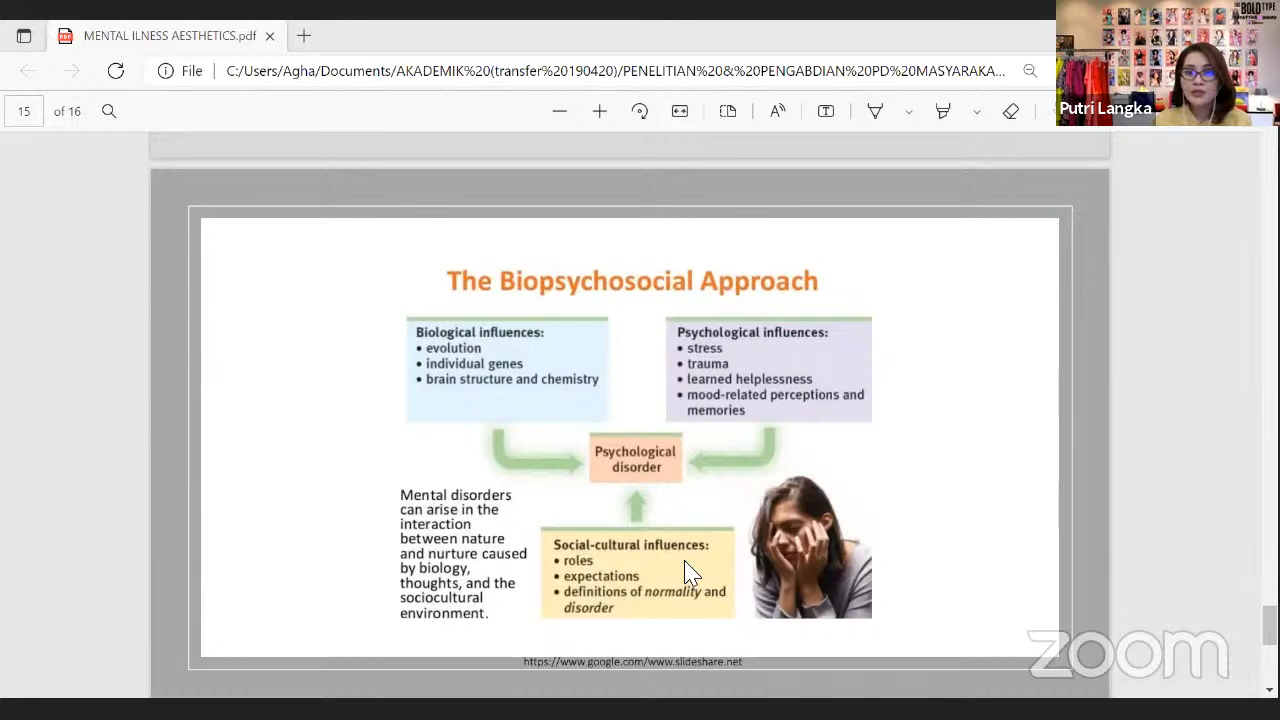 MENTAL ILNESS AESTHETICS.pdf
File
C:/Users/Agha/Documents/AKADEMIK%20(transfer%20190420)/PENELITIAN%20&%20PENGABDIAN%20PD%20MASYARAKA...
15 of 16
THE BOLD TYPE
Putri Langka
The Biopsychosocial Approach
Biological influences:
• evolution
• individual genes
• brain structure and chemistry
Psychological influences:
• stress
• trauma
• learned helplessness
• mood-related perceptions and
memories
Psychological
disorder
Mental disorders
can arise in the
interaction
between nature
and nurture caused
by biology,
thoughts, and the
sociocultural
environment.
Social-cultural influences:
• roles
• expectations
• definitions of normality and
disorder
https://www.google.com/www.slideshare.net
zoom